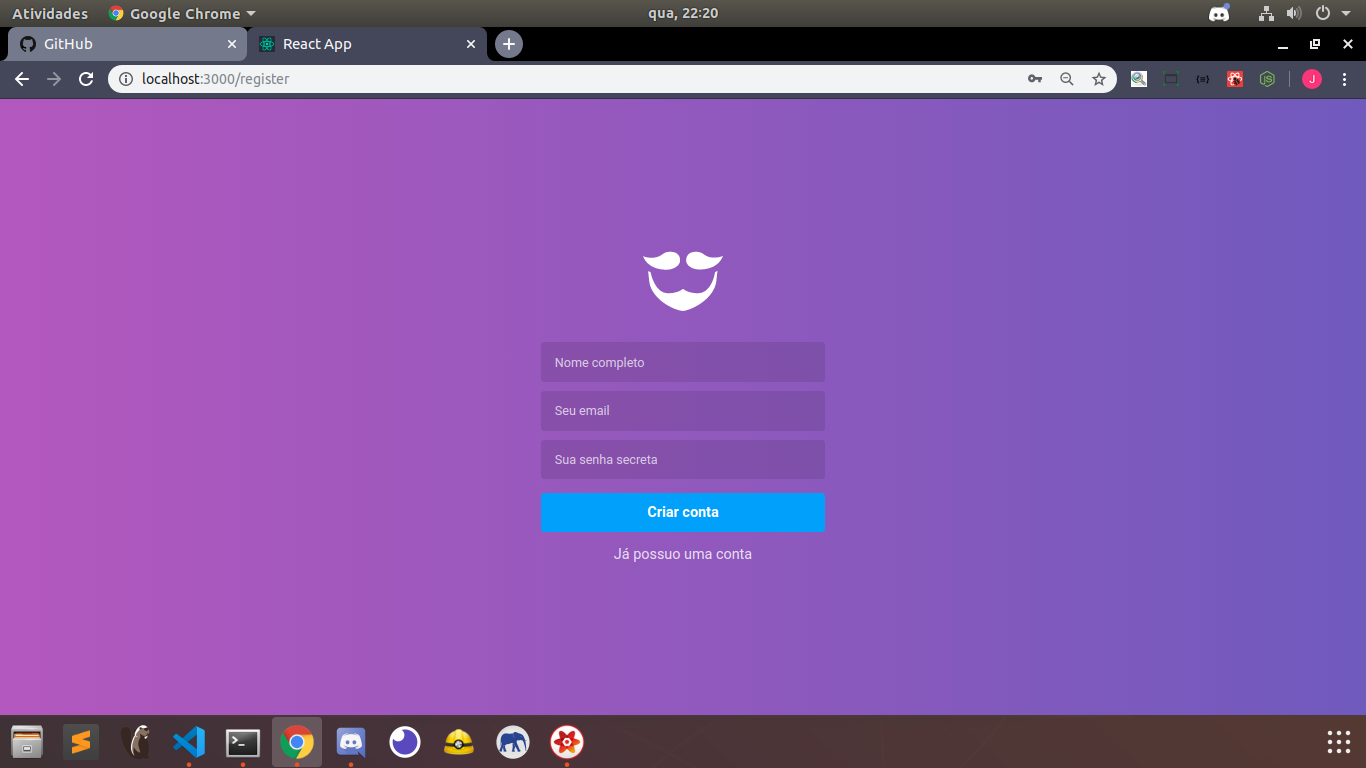 Atividades Google Chrome qua, 22:20
GitHub React App
localhost:3000/register
J
Nome completo
Seu email
Sua senha secreta
Criar conta
Já possuo uma conta